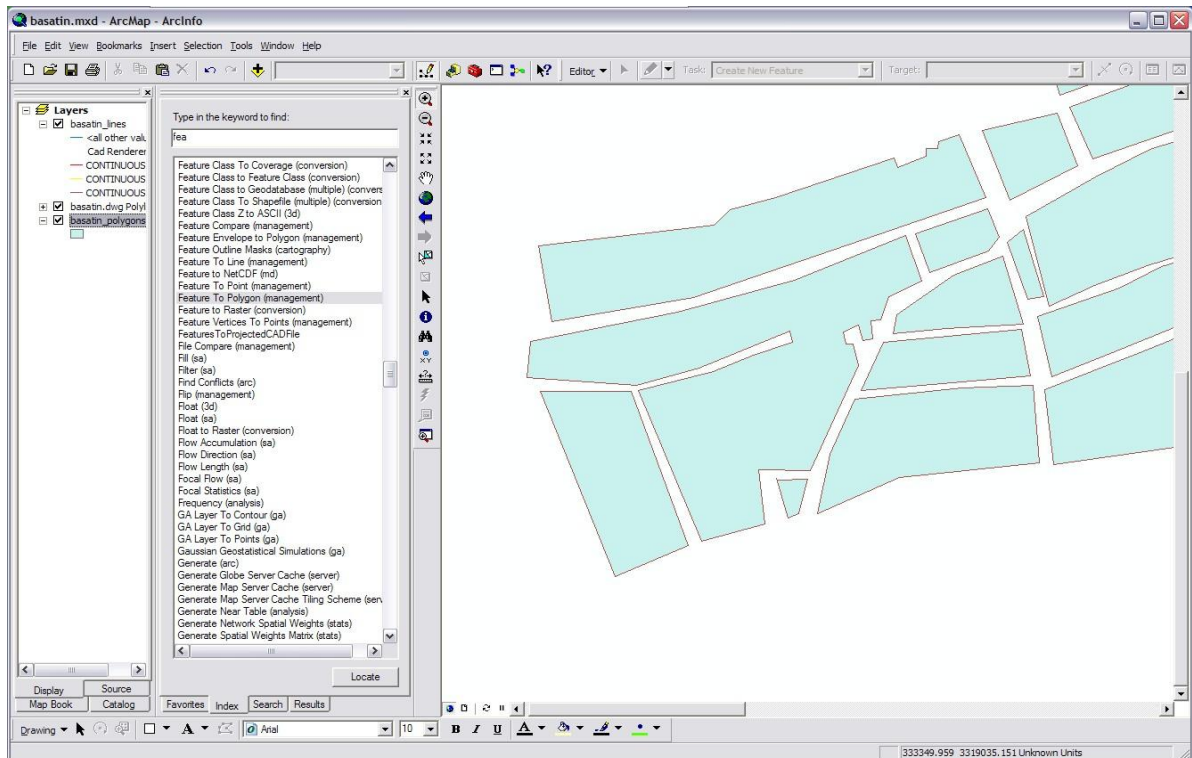 basatin.mxd - ArcMap - ArcInfo
File Edit View Bookmarks Insert Selection Tools Window Help
Editor Task: Create New Feature Target:
Layers
basatin_lines
<all other valu
Cad Renderer
CONTINUOUS
CONTINUOUS
CONTINUOUS
basatin.dwg Polyl
basatin_polygons
Display Source
Map Book Catalog
Type in the keyword to find:
fea
Feature Class To Coverage (conversion)
Feature Class to Feature Class (conversion)
Feature Class to Geodatabase (multiple) (convers
Feature Class To Shapefile (multiple) (conversion
Feature Class Z to ASCII (3d)
Feature Compare (management)
Feature Envelope to Polygon (management)
Feature Outline Masks (cartography)
Feature To Line (management)
Feature to NetCDF (md)
Feature To Point (management)
Feature To Polygon (management)
Feature to Raster (conversion)
Feature Vertices To Points (management)
FeaturesToProjectedCADFile
File Compare (management)
Fill (sa)
Filter (sa)
Find Conflicts (arc)
Flip (management)
Float (3d)
Float (sa)
Float to Raster (conversion)
Flow Accumulation (sa)
Flow Direction (sa)
Flow Length (sa)
Focal Flow (sa)
Focal Statistics (sa)
Frequency (analysis)
GA Layer To Contour (ga)
GA Layer To Grid (ga)
GA Layer To Points (ga)
Gaussian Geostatistical Simulations (ga)
Generate (arc)
Generate Globe Server Cache (server)
Generate Map Server Cache (server)
Generate Map Server Cache Tiling Scheme (serv
Generate Near Table (analysis)
Generate Network Spatial Weights (stats)
Generate Spatial Weights Matrix (stats)
Locate
Favorites Index Search Results
XY
Drawing A Arial 10 B I U A
333349.959 3319035.151 Unknown Units